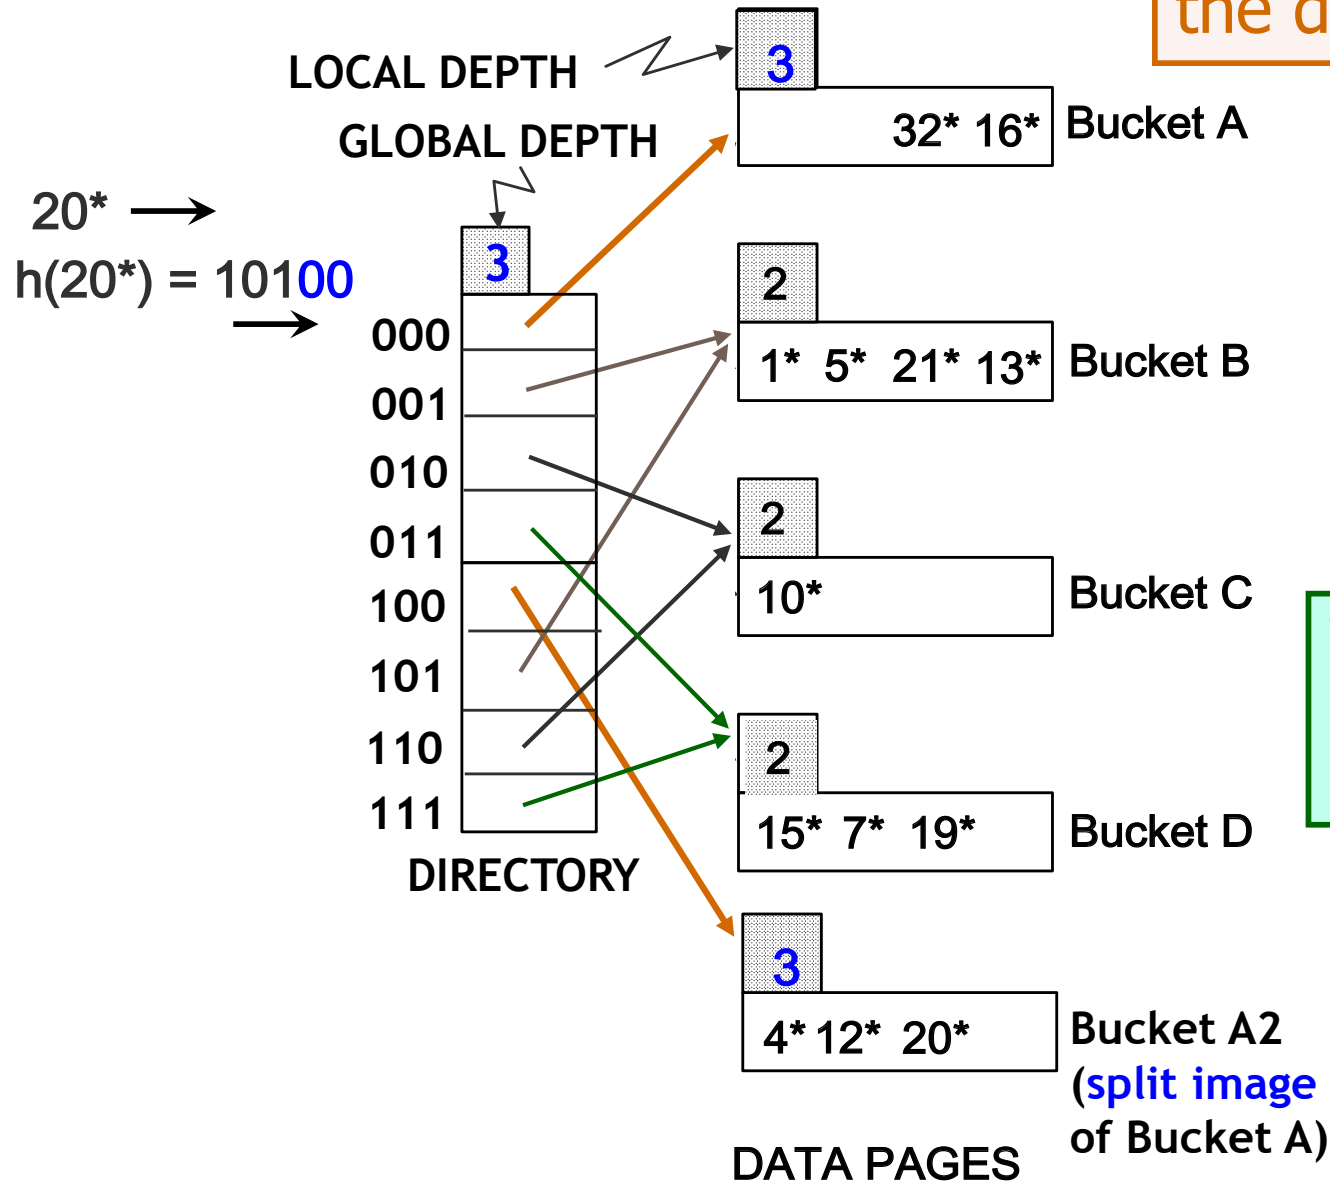 the d
LOCAL DEPTH
3
32* 16*
Bucket A
GLOBAL DEPTH
20*
h(20*) = 10100
3
2
1* 5* 21* 13*
Bucket B
000
001
010
011
100
101
110
111
DIRECTORY
2
10*
Bucket C
2
15* 7* 19*
Bucket D
3
4* 12* 20*
Bucket A2
(split image
of Bucket A)
DATA PAGES